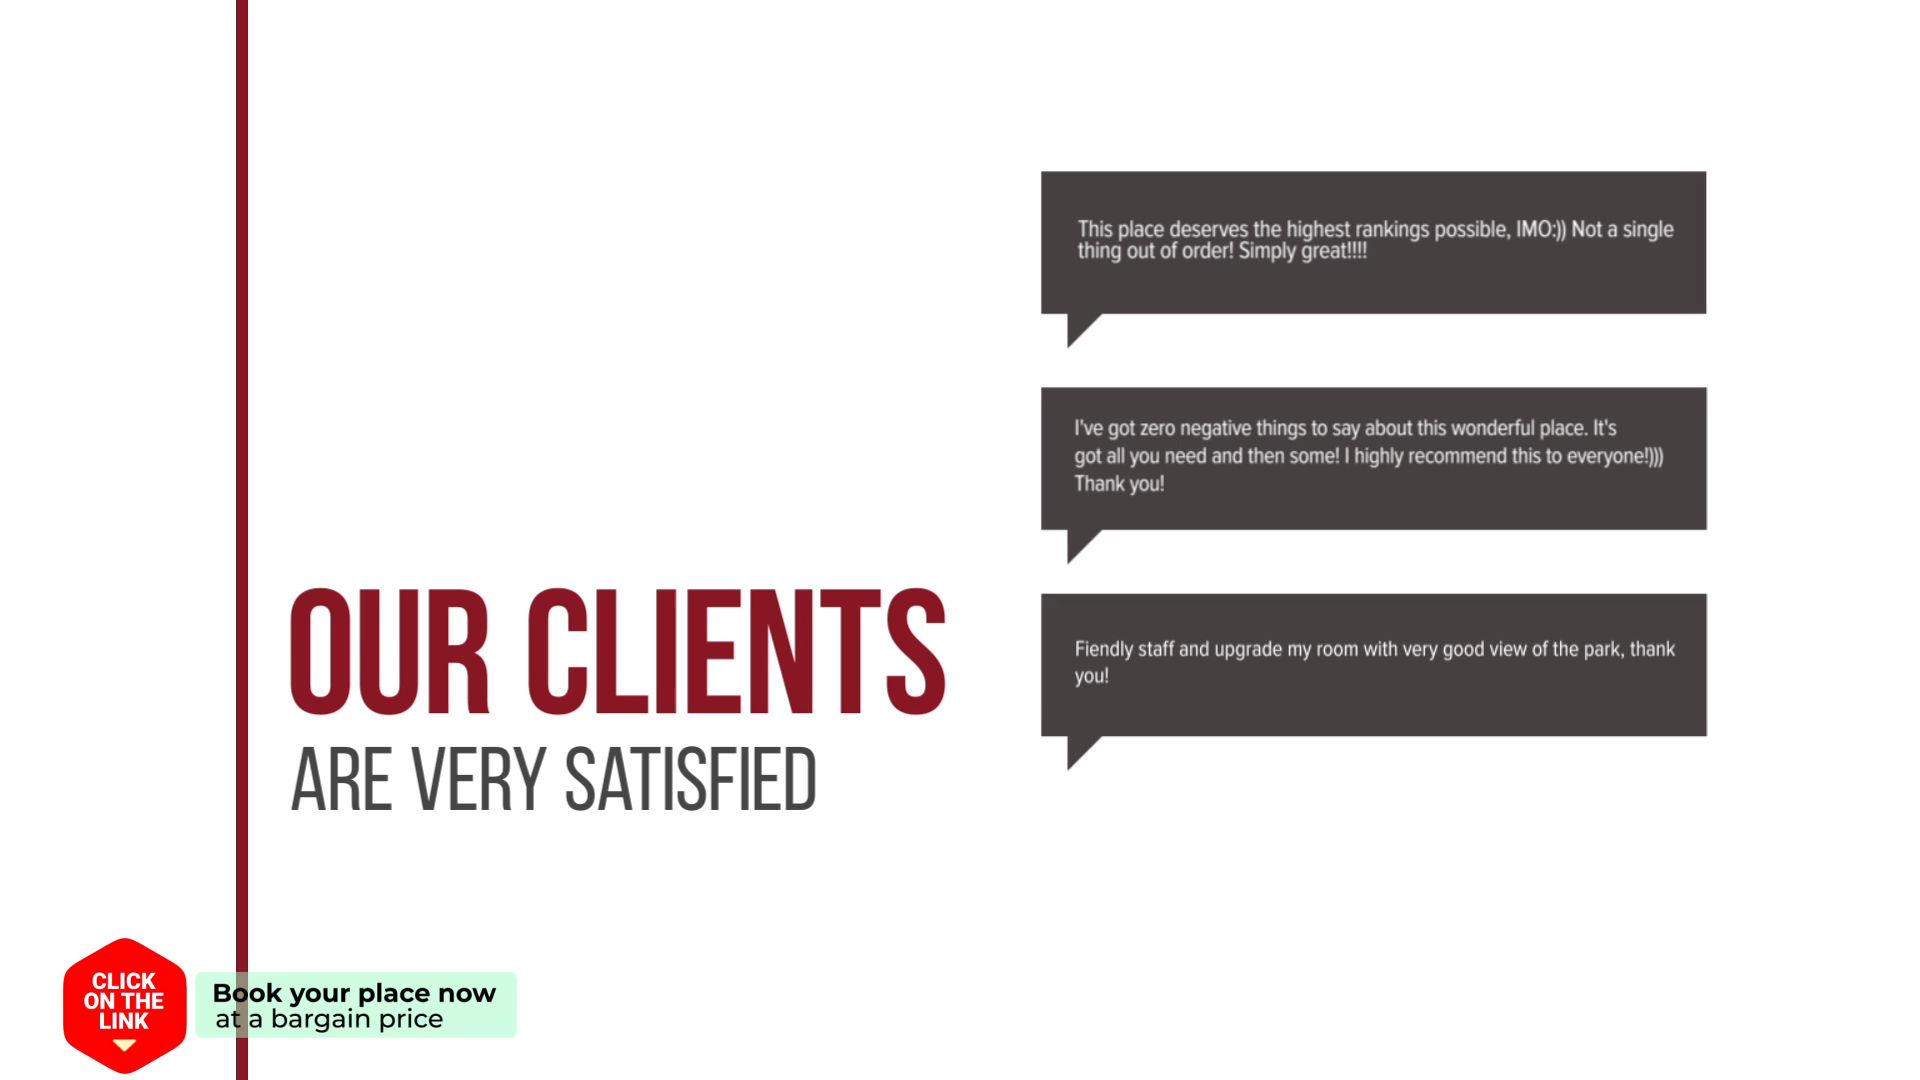 This place deserves the highest rankings possible, IMO:)) Not a single
thing out of order! Simply great!!!!
I've got zero negative things to say about this wonderful place. It's
got all you need and then some! I highly recommend this to everyone!)))
Thank you!
Fiendly staff and upgrade my room with very good view of the park, thank
you!
OUR CLIENTS
ARE VERY SATISFIED
CLICK
ON THE
LINK
Book your place now
at a bargain price